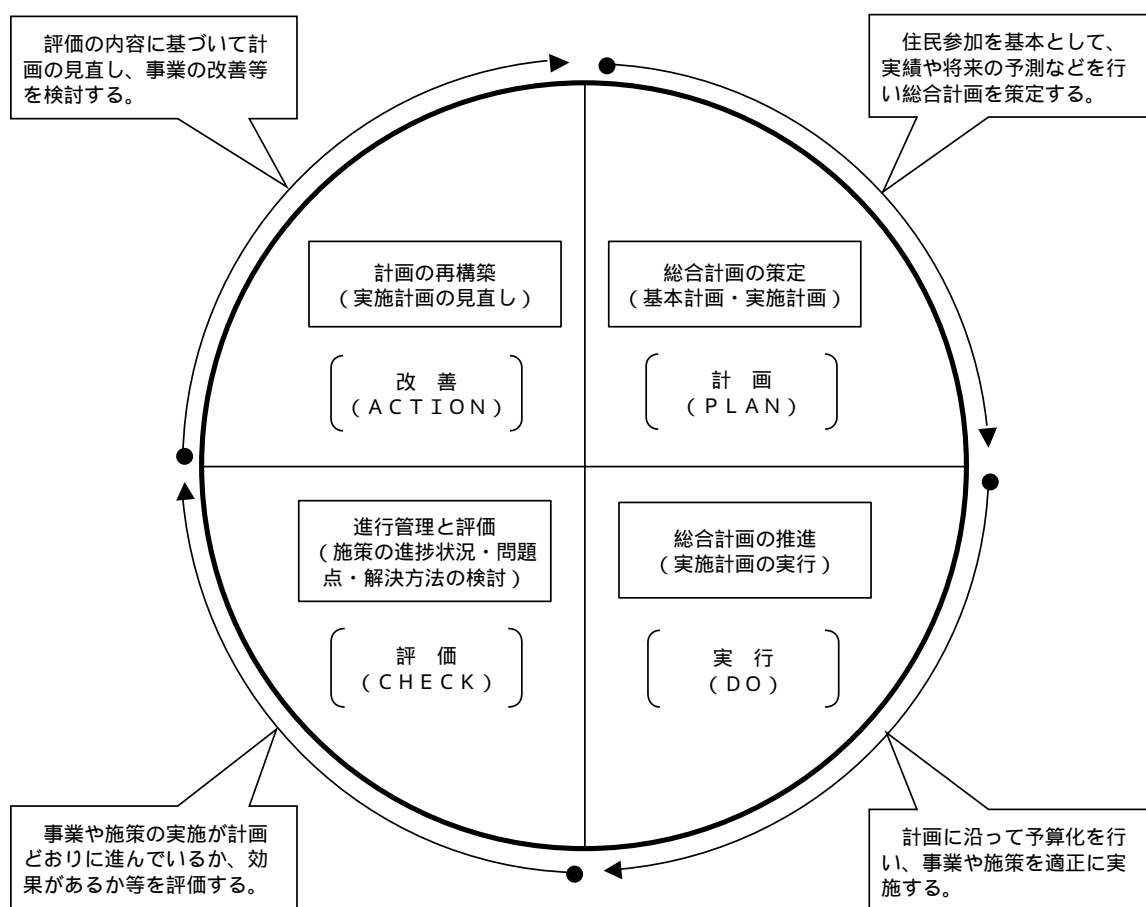 評価の内容に基づいて計
画の見直し、事業の改善等
を検討する。
住民参加を基本として、
実績や将来の予測などを行
い総合計画を策定する。
計画の再構築
(実施計画の見直し)
改 善
(ACTION)
総合計画の策定
(基本計画・実施計画)
計 画
(PLAN)
進行管理と評価
(施策の進捗状況・問題
点・解決方法の検討)
評 価
(CHECK)
総合計画の推進
(実施計画の実行)
実 行
(DO)
事業や施策の実施が計画
どおりに進んでいるか、効
果があるか等を評価する。
計画に沿って予算化を行
い、事業や施策を適正に実
施する。